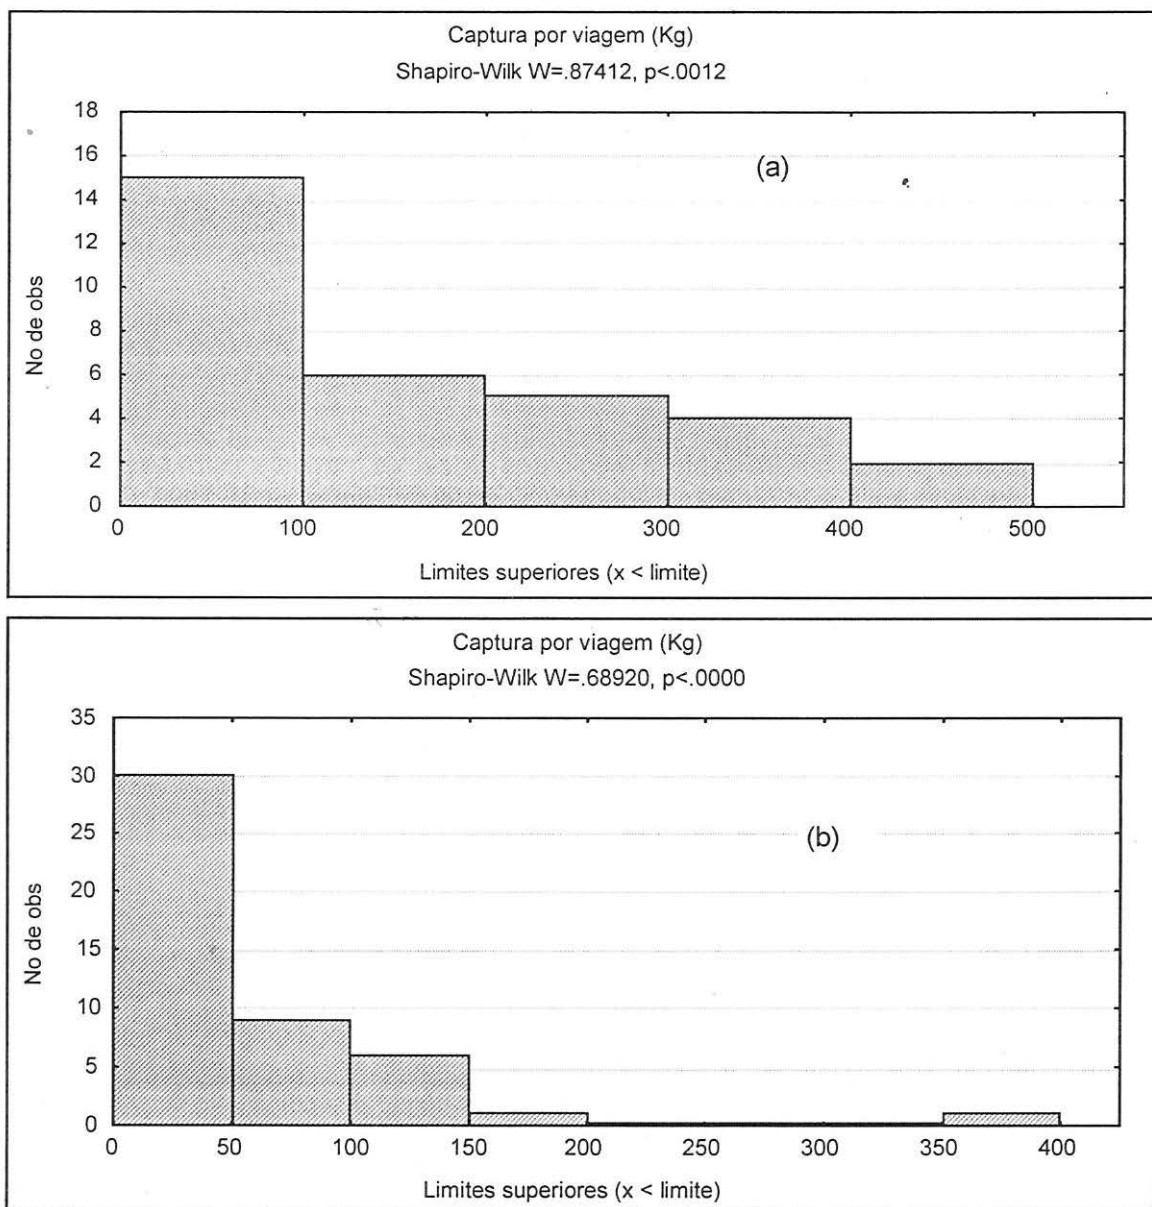 Captura por viagem (Kg)
Shapiro-Wilk W=.87412, p<.0012
(a)
No de obs
18
16
14
12
10
8
6
4
2
0
0 100 200 300 400 500
Limites superiores (x < limite)
Captura por viagem (Kg)
Shapiro-Wilk W=.68920, p<.0000
(b)
No de obs
35
30
25
20
15
10
5
0
0 50 100 150 200 250 300 350 400
Limites superiores (x < limite)